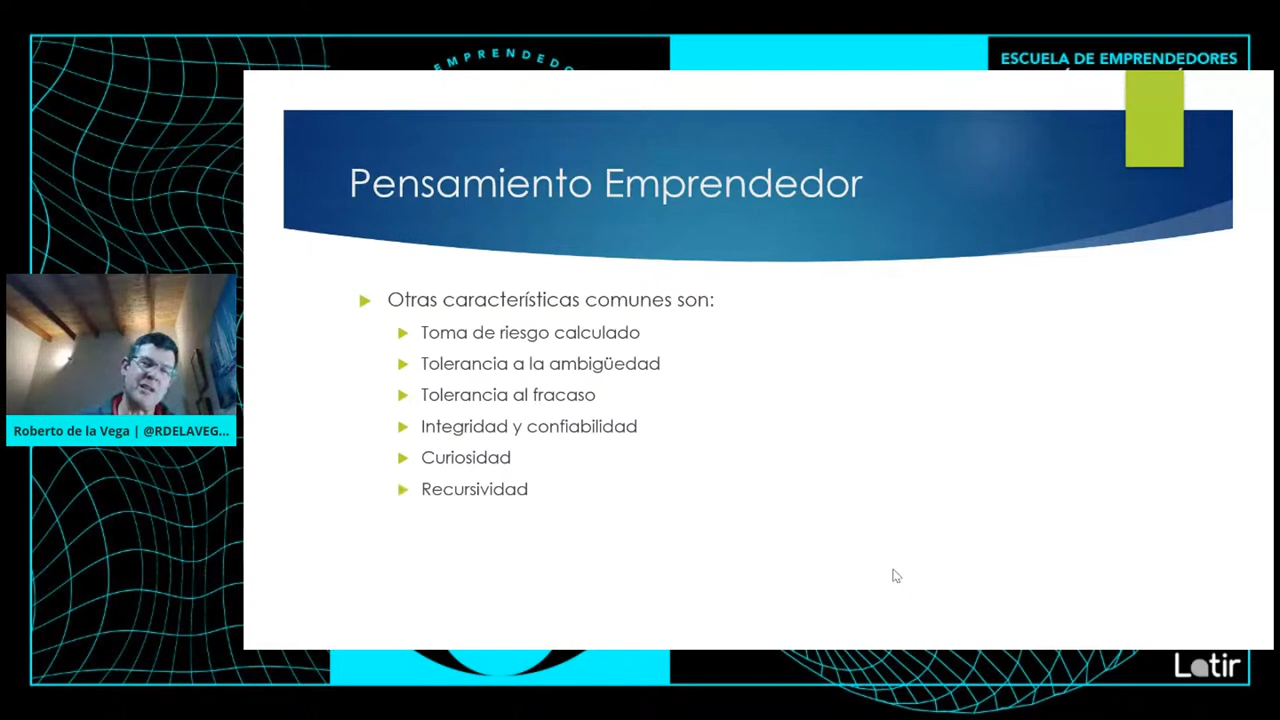 EMPRENDEDO
ESCUELA DE EMPRENDEDORES
Pensamiento Emprendedor
Otras características comunes son:
Toma de riesgo calculado
Tolerancia a la ambigüedad
Tolerancia al fracaso
Integridad y confiabilidad
Curiosidad
Recursividad
Roberto de la Vega | @RDELAVEG...
Latir